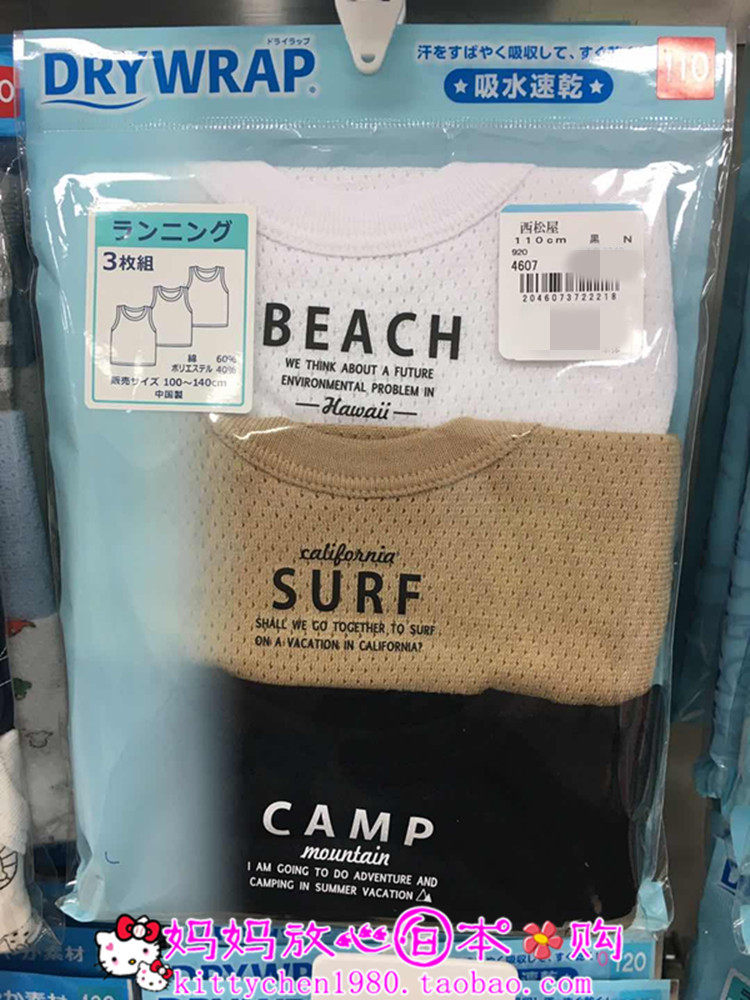 ドライラップ
DRYWRAP®
汗をすばやく吸収して、すぐ
★吸水速乾★
110
ランニング
3枚組
綿 60%
ポリエステル 40%
販売サイズ 100〜140cm
中国製
西松屋
110cm 黒 N
920
4607
2046073722218
BEACH
WE THINK ABOUT A FUTURE
ENVIRONMENTAL PROBLEM IN
Hawaii
california
SURF
SHALL WE GO TOGETHER TO SURF
ON A VACATION IN CALIFORNIA?
CAMP
mountain
I AM GOING TO DO ADVENTURE AND
CAMPING IN SUMMER VACATION
妈妈放心日本购
kittychen1980.taobao.com
DRYWRAP
速乾★
120